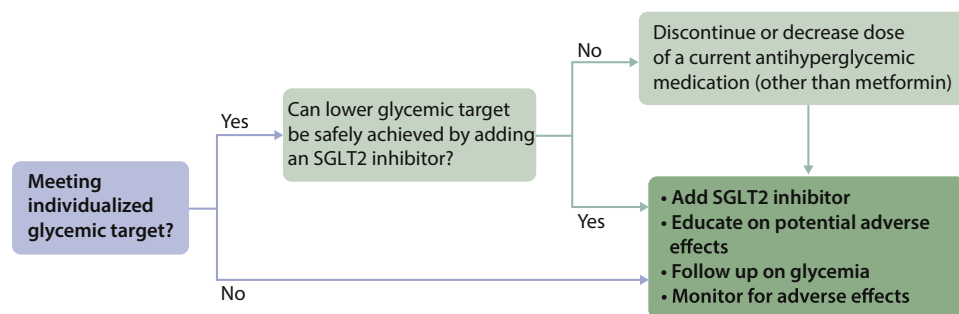 Meeting
individualized
glycemic target?
Yes
No
Can lower glycemic target
be safely achieved by adding
an SGLT2 inhibitor?
No
Yes
Discontinue or decrease dose
of a current antihyperglycemic
medication (other than metformin)
• Add SGLT2 inhibitor
• Educate on potential adverse
effects
• Follow up on glycemia
• Monitor for adverse effects